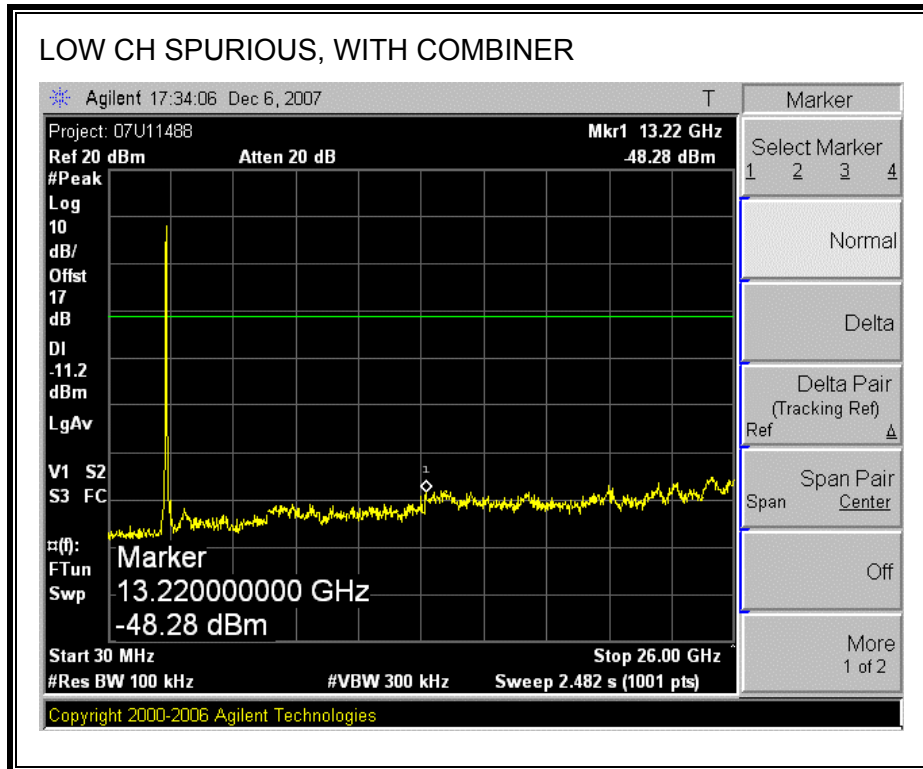 LOW CH SPURIOUS, WITH COMBINER
Agilent 17:34:06 Dec 6, 2007 T
Project: 07U11488 Mkr1 13.22 GHz
Ref 20 dBm Atten 20 dB -48.28 dBm
#Peak
Log
10
dB/
Offst
17
dB
DI
-11.2
dBm
LgAv
V1 S2
S3 FC
¤(f):
FTun
Swp
1
Marker
13.220000000 GHz
-48.28 dBm
Start 30 MHz Stop 26.00 GHz ^
#Res BW 100 kHz #VBW 300 kHz Sweep 2.482 s (1001 pts)
Marker
Select Marker
1 2 3 4
Normal
Delta
Delta Pair
(Tracking Ref)
Ref Δ
Span Pair
Span Center
Off
More
1 of 2
Copyright 2000-2006 Agilent Technologies